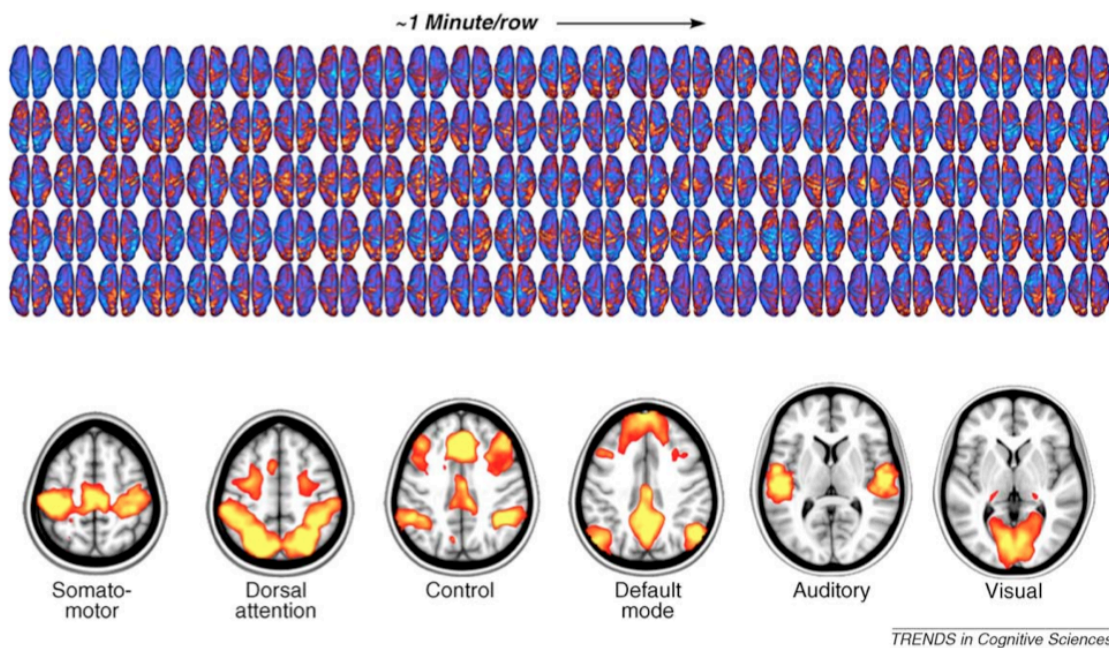 ~1 Minute/row
Somato-
motor
Dorsal
attention
Control
Default
mode
Auditory
Visual
TRENDS in Cognitive Sciences